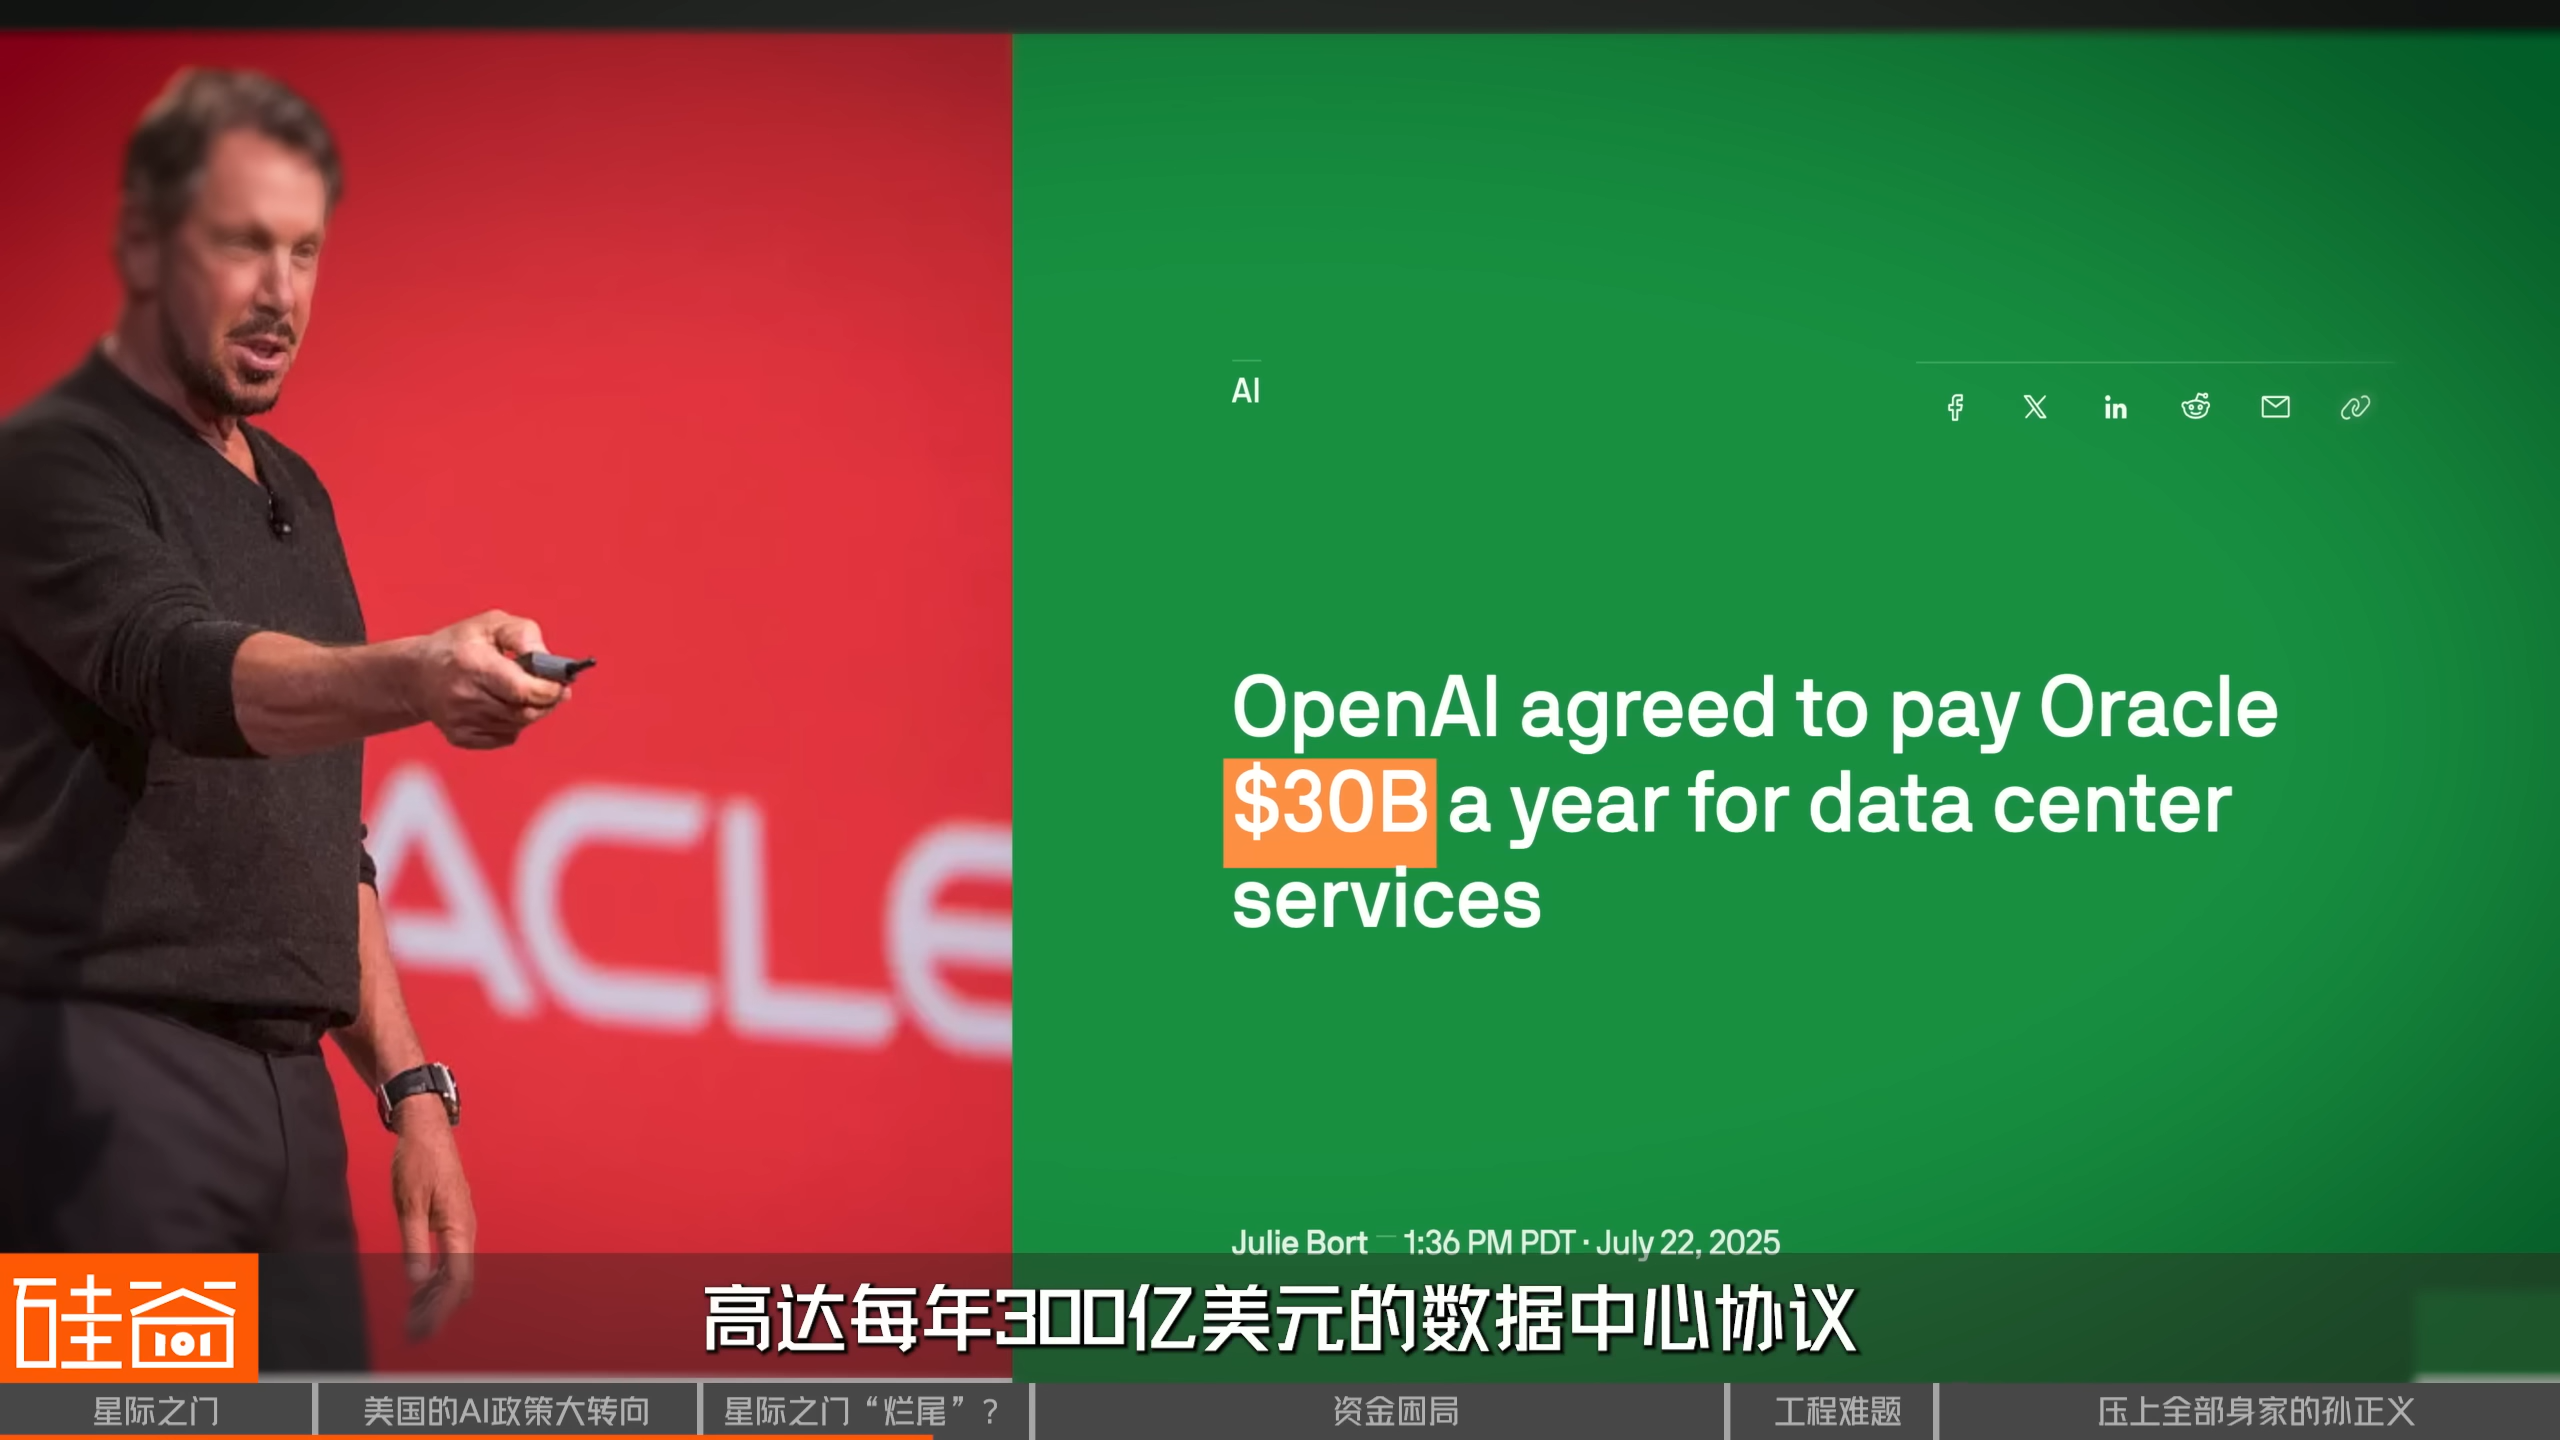 ACLE
AI
OpenAI agreed to pay Oracle
$30B a year for data center
services
Julie Bort — 1:36 PM PDT · July 22, 2025
硅谷
101
高达每年300亿美元的数据中心协议
星际之门
美国的AI政策大转向
星际之门“烂尾”？
资金困局
工程难题
压上全部身家的孙正义